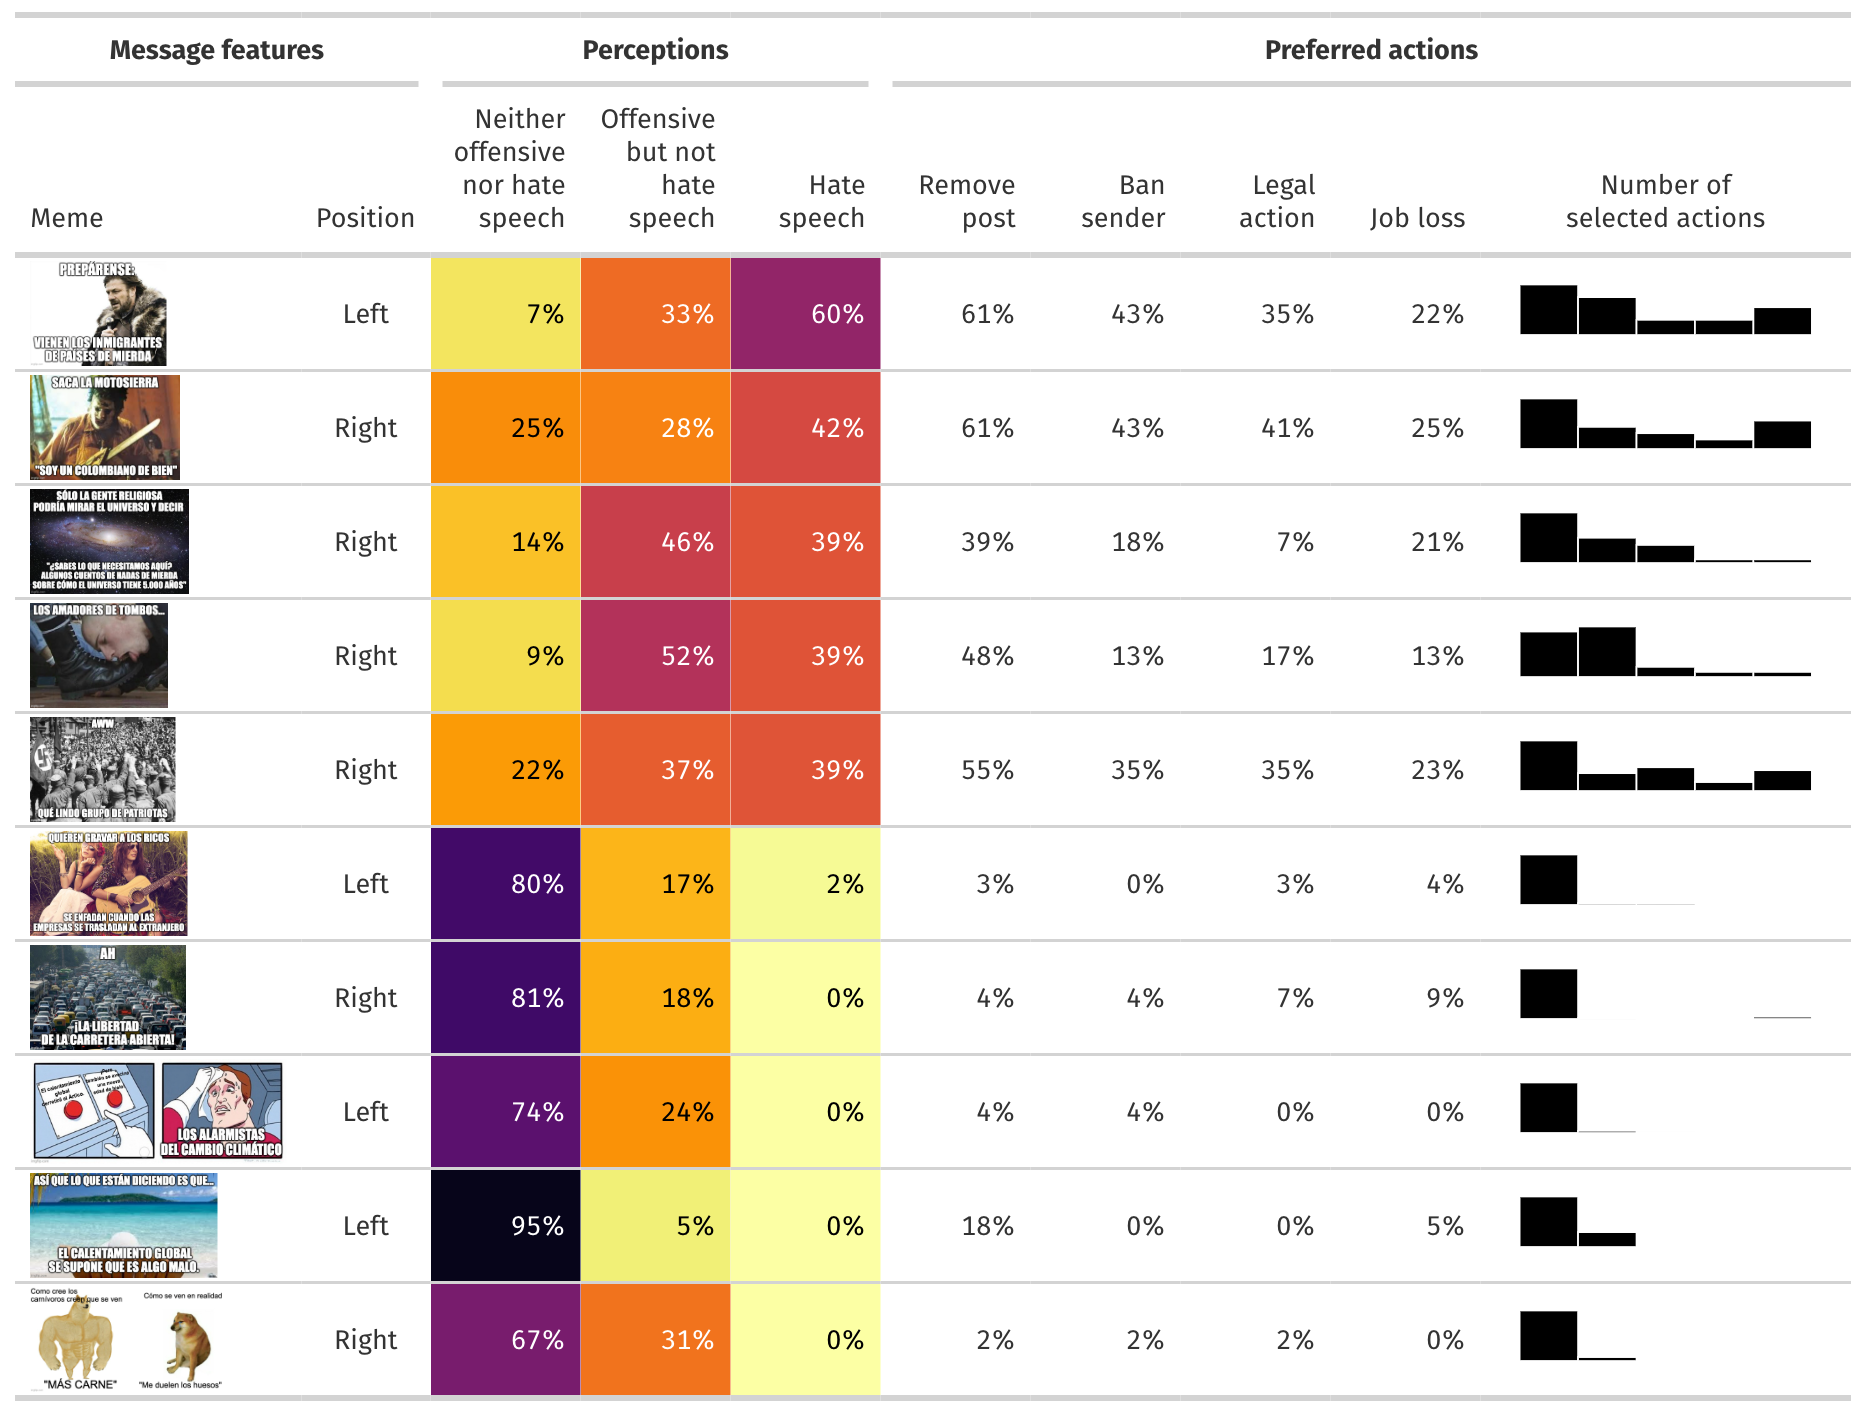 Message features Perceptions Preferred actions
Meme Position Neither offensive nor hate speech Offensive but not hate speech Hate speech Remove post Ban sender Legal action Job loss Number of selected actions
PREPÁRENSE:
VIENEN LOS INMIGRANTES
DE PAÍSES DE MIERDA
Left 7% 33% 60% 61% 43% 35% 22%
SACA LA MOTOSIERRA
"SOY UN COLOMBIANO DE BIEN"
Right 25% 28% 42% 61% 43% 41% 25%
SÓLO LA GENTE RELIGIOSA
PODRÍA MIRAR EL UNIVERSO Y DECIR
"¿SABES LO QUE NECESITAMOS AQUÍ?
ALGUNOS CUENTOS DE HADAS DE MIERDA
SOBRE CÓMO EL UNIVERSO TIENE 5.000 AÑOS"
Right 14% 46% 39% 39% 18% 7% 21%
LOS AMADORES DE TOMBOS...
Right 9% 52% 39% 48% 13% 17% 13%
AWW
QUÉ LINDO GRUPO DE PATRIOTAS
Right 22% 37% 39% 55% 35% 35% 23%
QUIEREN GRAVAR A LOS RICOS
SE ENFADAN CUANDO LAS
EMPRESAS SE TRASLADAN AL EXTRANJERO
Left 80% 17% 2% 3% 0% 3% 4%
AH
¡LA LIBERTAD
DE LA CARRETERA ABIERTA!
Right 81% 18% 0% 4% 4% 7% 9%
El calentamiento
global
derretirá el Ártico.
LOS ALARMISTAS
DEL CAMBIO CLIMÁTICO
Left 74% 24% 0% 4% 4% 0% 0%
ASÍ QUE LO QUE ESTÁN DICIENDO ES QUE...
EL CALENTAMIENTO GLOBAL
SE SUPONE QUE ES ALGO MALO.
Left 95% 5% 0% 18% 0% 0% 5%
Como cree los
carnívoros creen que se ven
Cómo se ven en realidad
"MÁS CARNE"
"Me duelen los huesos"
Right 67% 31% 0% 2% 2% 2% 0%